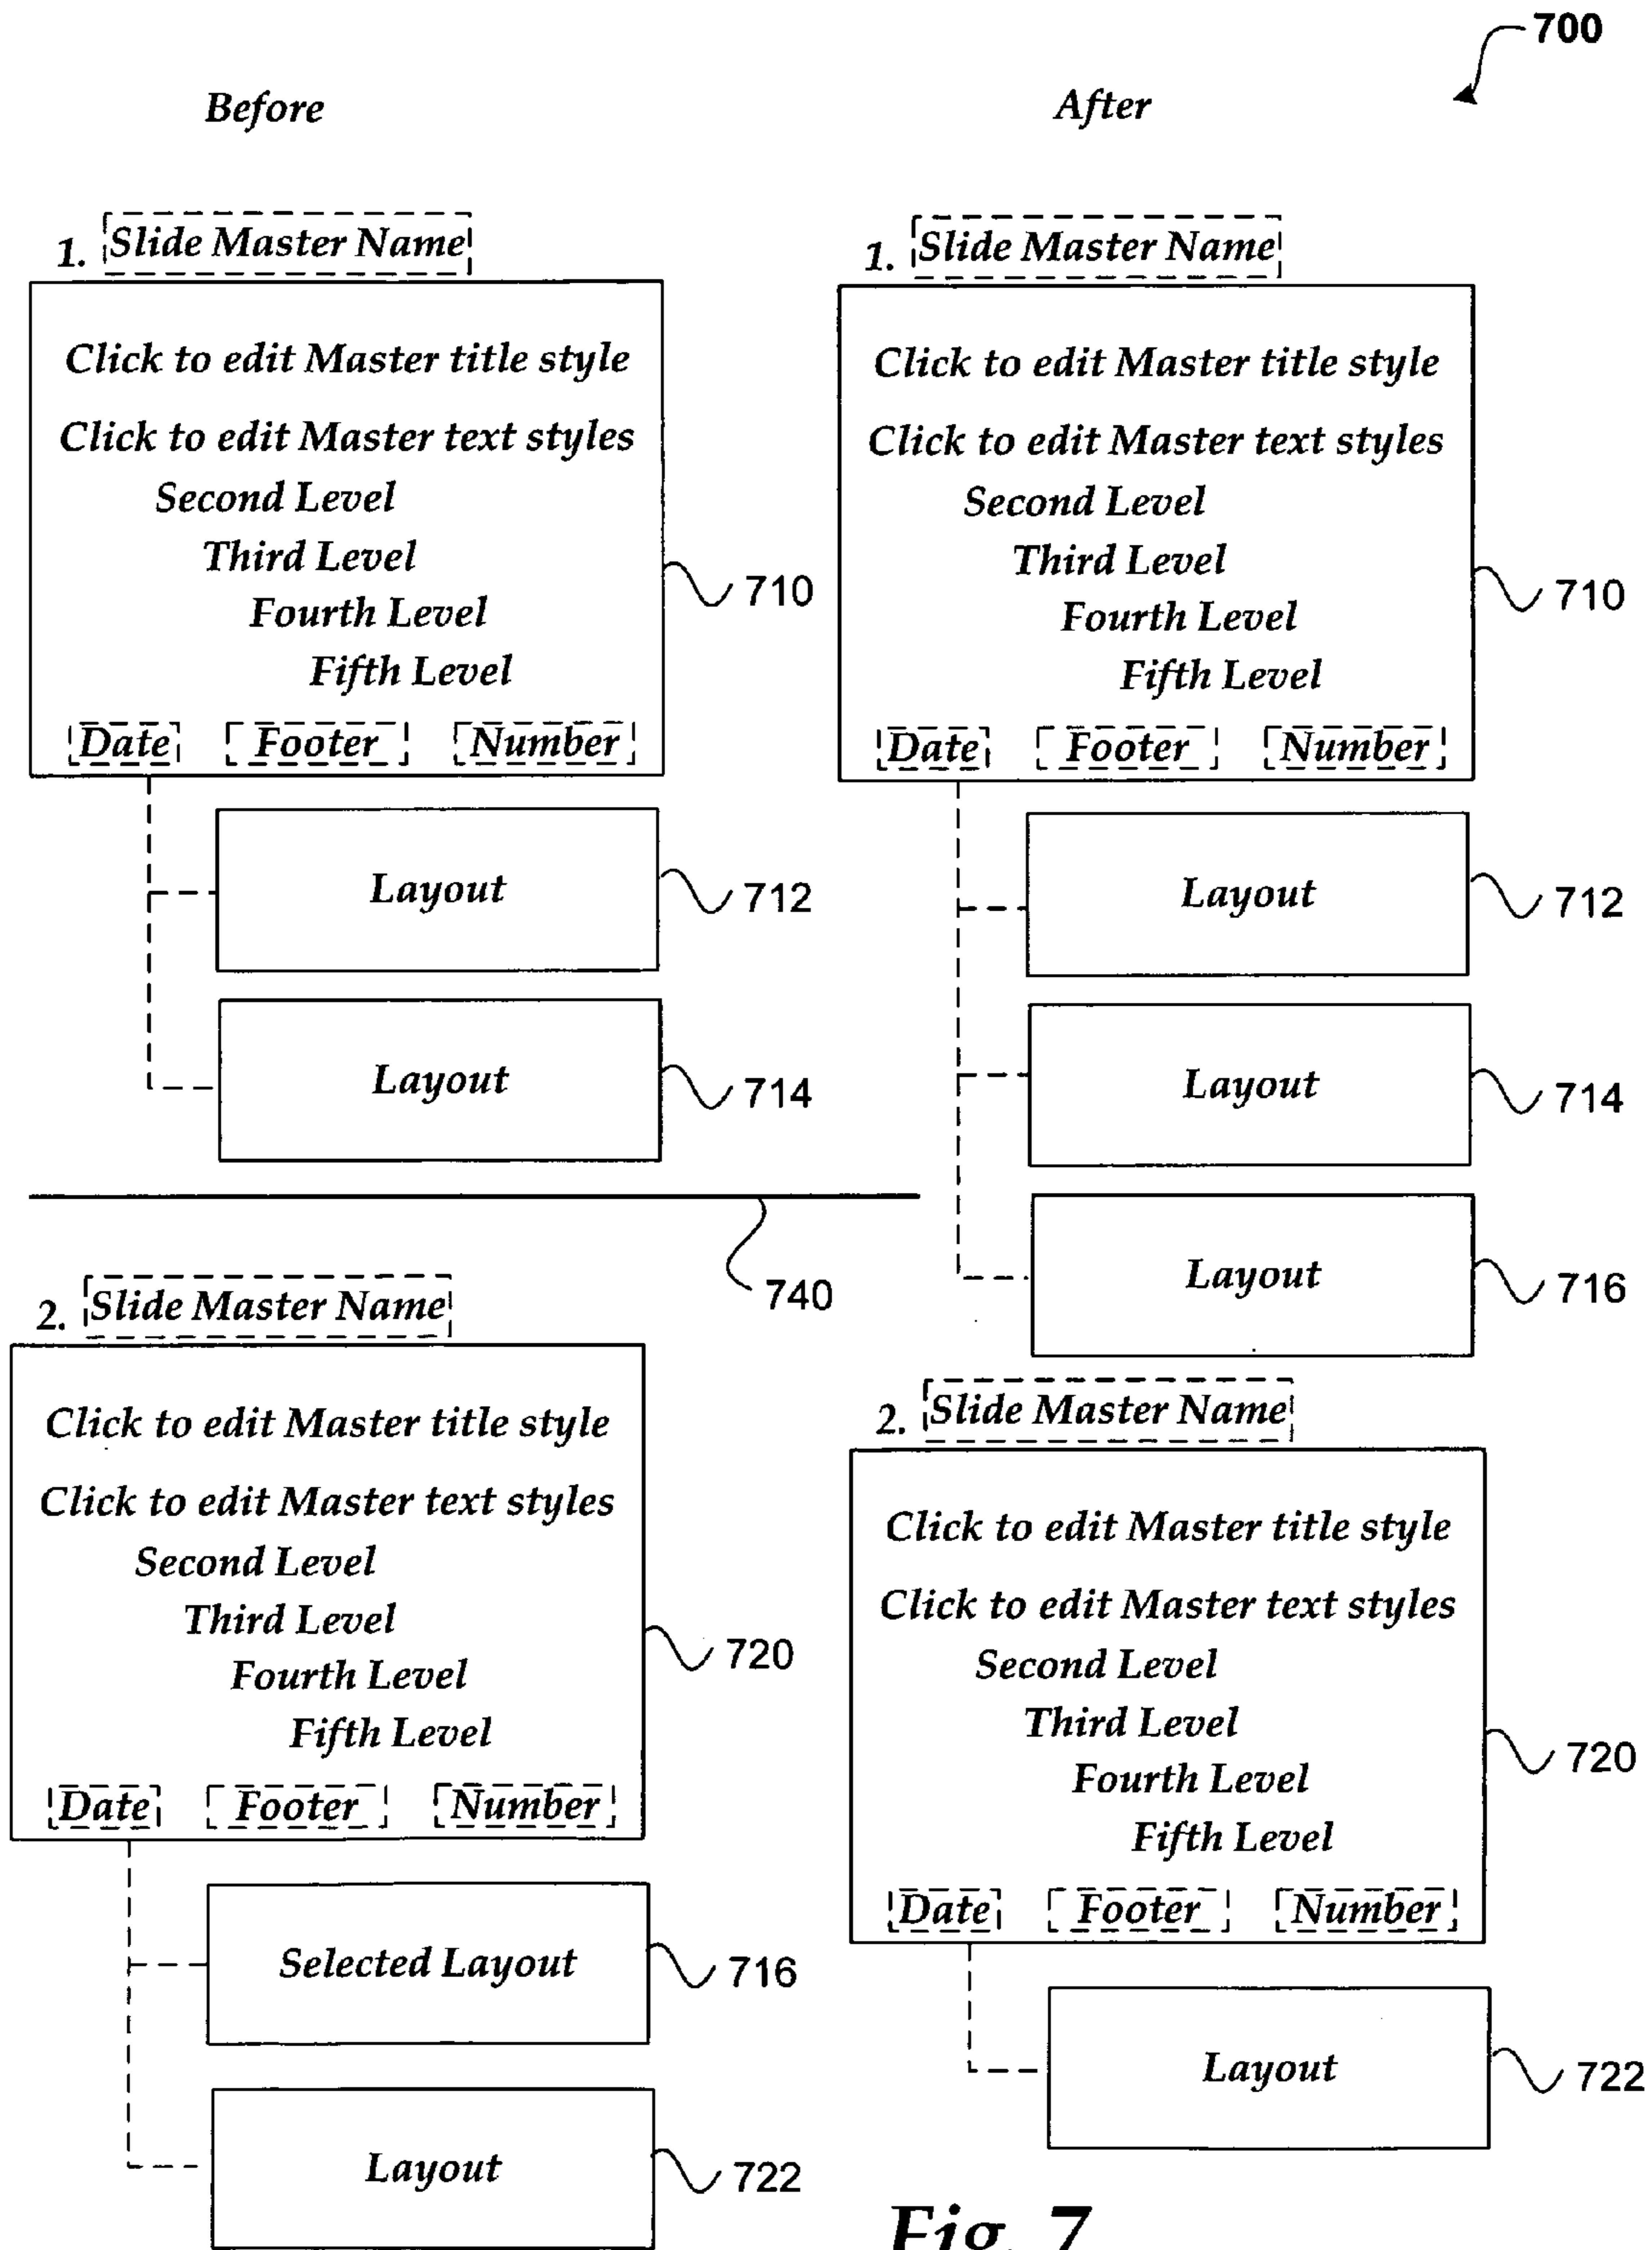 700
Before
1. Slide Master Name
Click to edit Master title style
Click to edit Master text styles
Second Level
Third Level
Fourth Level
Fifth Level
Date Footer Number
710
Layout
712
Layout
714
740
2. Slide Master Name
Click to edit Master title style
Click to edit Master text styles
Second Level
Third Level
Fourth Level
Fifth Level
Date Footer Number
720
Selected Layout
716
Layout
722
After
1. Slide Master Name
Click to edit Master title style
Click to edit Master text styles
Second Level
Third Level
Fourth Level
Fifth Level
Date Footer Number
710
Layout
712
Layout
714
Layout
716
2. Slide Master Name
Click to edit Master title style
Click to edit Master text styles
Second Level
Third Level
Fourth Level
Fifth Level
Date Footer Number
720
Layout
722
Fig. 7